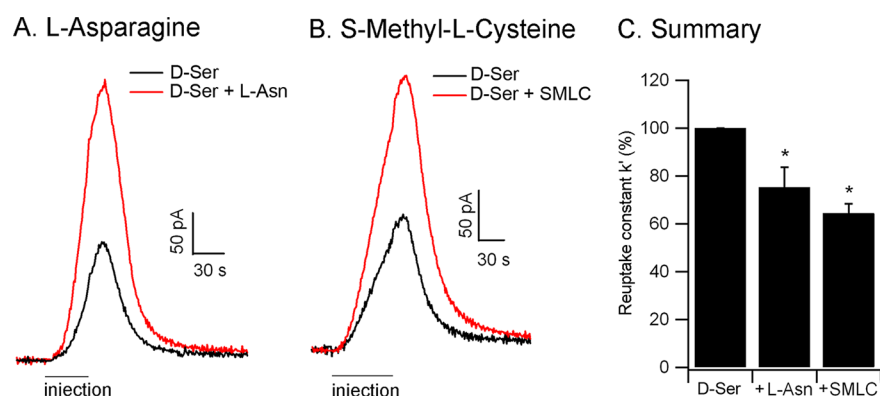 A. L-Asparagine
D-Ser
D-Ser + L-Asn
50 pA
30 s
injection
B. S-Methyl-L-Cysteine
D-Ser
D-Ser + SMLC
50 pA
30 s
injection
C. Summary
Reuptake constant k' (%)
120
100
80
60
40
20
0
*
*
D-Ser
+ L-Asn
+SMLC